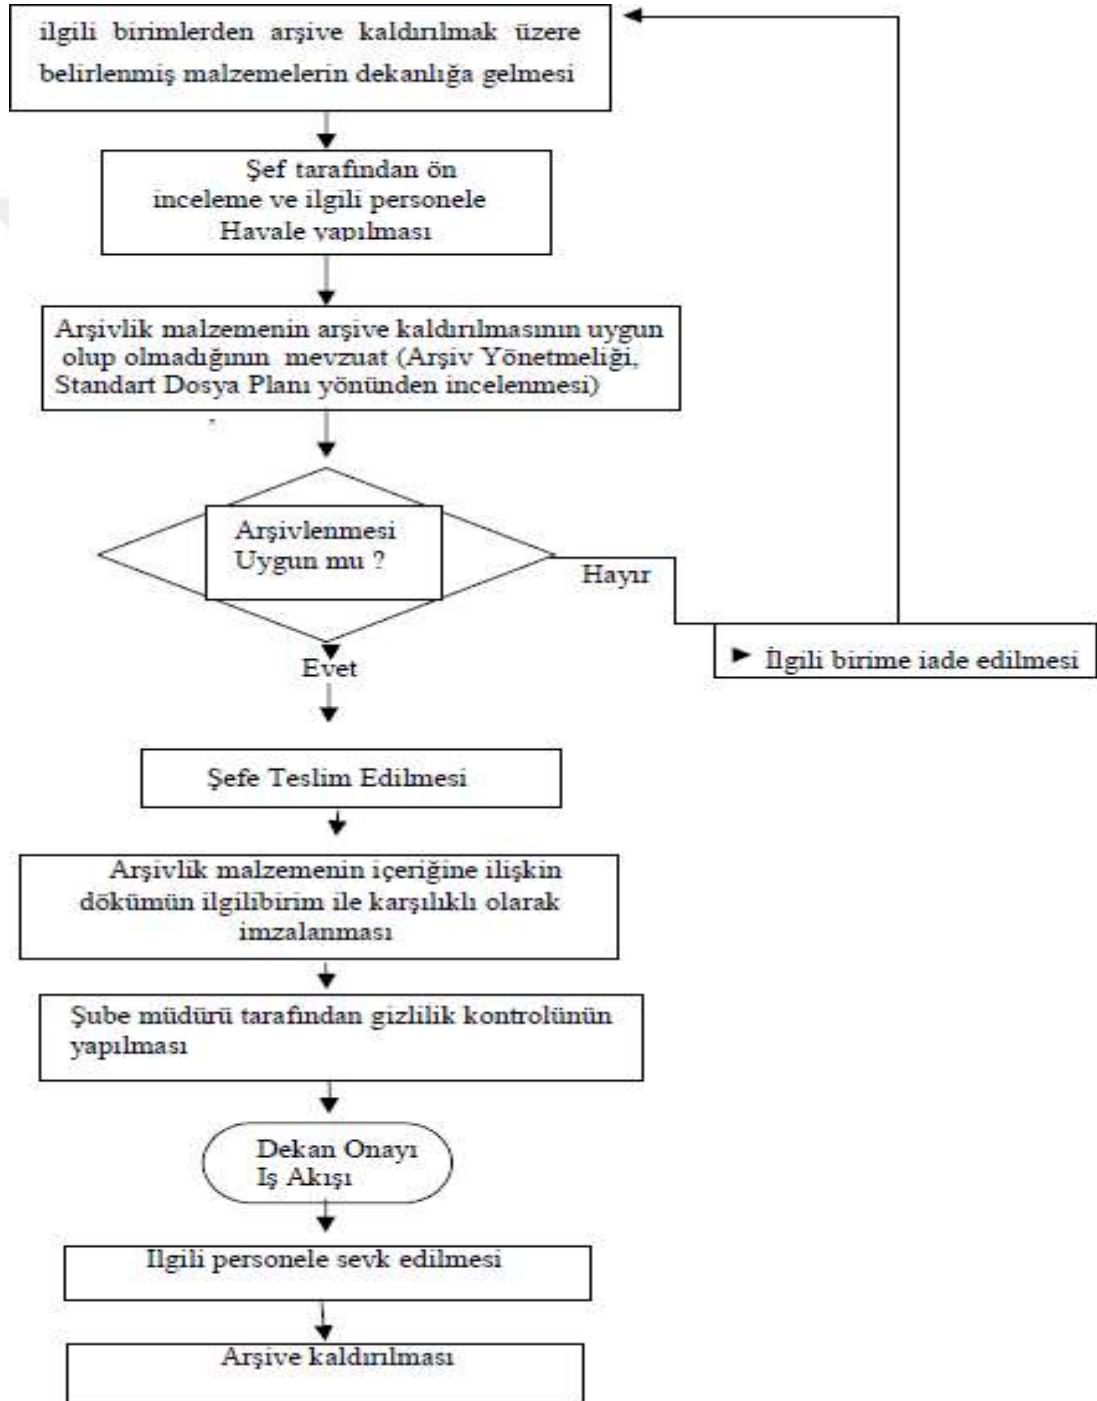 ilgili birimlerden arşive kaldırılmak üzere
belirlenmiş malzemelerin dekanlığa gelmesi
Şef tarafından ön
inceleme ve ilgili personele
Havale yapılması
Arşivlik malzemenin arşive kaldırılmasının uygun
olup olmadığının mevzuat (Arşiv Yönetmeliği,
Standart Dosya Planı yönünden incelenmesi)
,
Arşivlenmesi
Uygun mu ?
Hayır
İlgili birime iade edilmesi
Evet
Şefe Teslim Edilmesi
Arşivlik malzemenin içeriğine ilişkin
dökümün ilgilibirim ile karşılıklı olarak
imzalanması
Şube müdürü tarafından gizlilik kontrolünün
yapılması
Dekan Onayı
Iş Akışı
Ilgili personele sevk edilmesi
Arşive kaldırılması